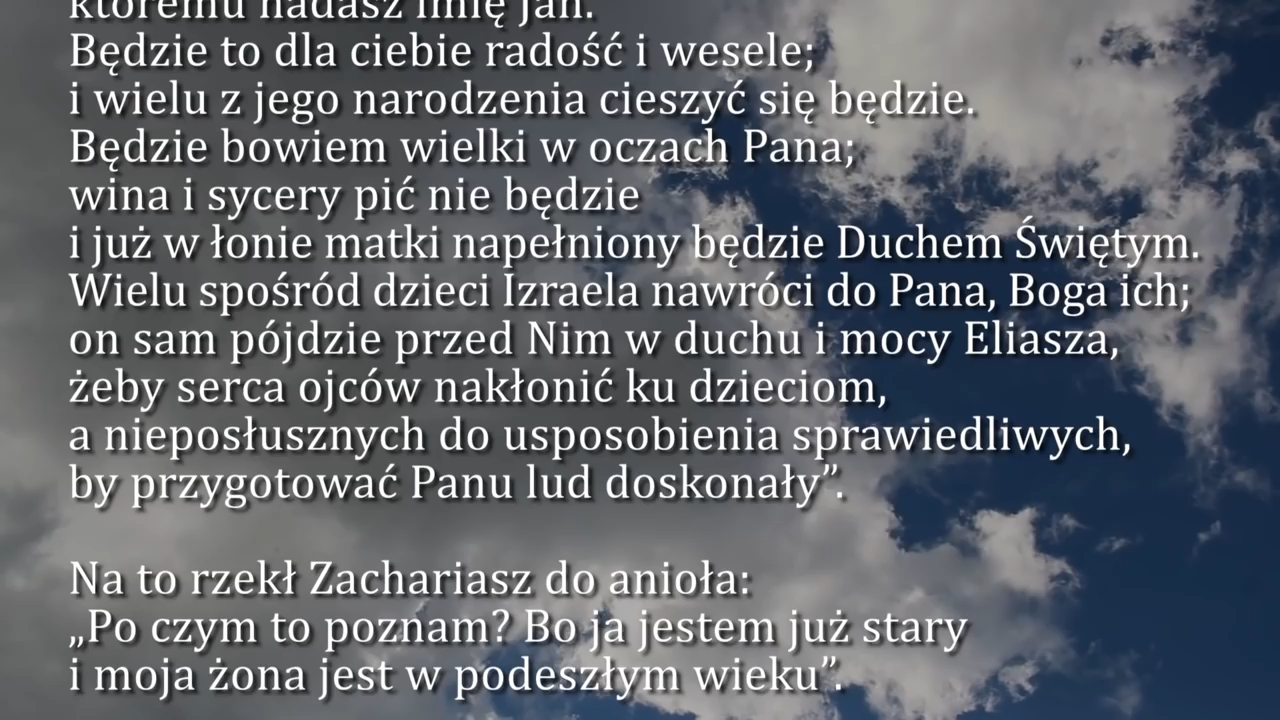 któremu nadasz imię Jan.
Będzie to dla ciebie radość i wesele;
i wielu z jego narodzenia cieszyć się będzie.
Będzie bowiem wielki w oczach Pana;
wina i sycery pić nie będzie
i już w łonie matki napełniony będzie Duchem Świętym.
Wielu spośród dzieci Izraela nawróci do Pana, Boga ich;
on sam pójdzie przed Nim w duchu i mocy Eliasza,
żeby serca ojców nakłonić ku dzieciom,
a nieposłusznych do usposobienia sprawiedliwych,
by przygotować Panu lud doskonały”.
Na to rzekł Zachariasz do anioła:
„Po czym to poznam? Bo ja jestem już stary
i moja żona jest w podeszłym wieku”.